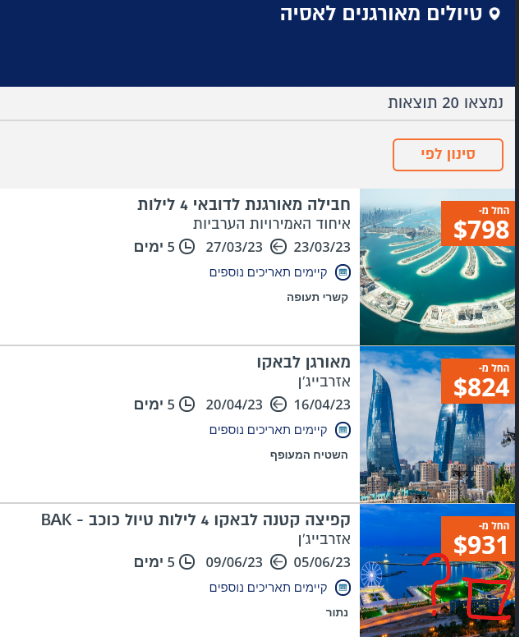 טיולים מאורגנים לאסיה
נמצאו 20 תוצאות
סינון לפי
החל מ-
$798
חבילה מאורגנת לדובאי 4 לילות
איחוד האמירויות הערביות
23/03/23 27/03/23 5 ימים
קיימים תאריכים נוספים
קשרי תעופה
החל מ-
$824
מאורגן לבאקו
אזרבייג'ן
16/04/23 20/04/23 5 ימים
קיימים תאריכים נוספים
השטיח המעופף
החל מ-
$931
קפיצה קטנה לבאקו 4 לילות טיול כוכב - BAK
אזרבייג'ן
05/06/23 09/06/23 5 ימים
קיימים תאריכים נוספים
נתור